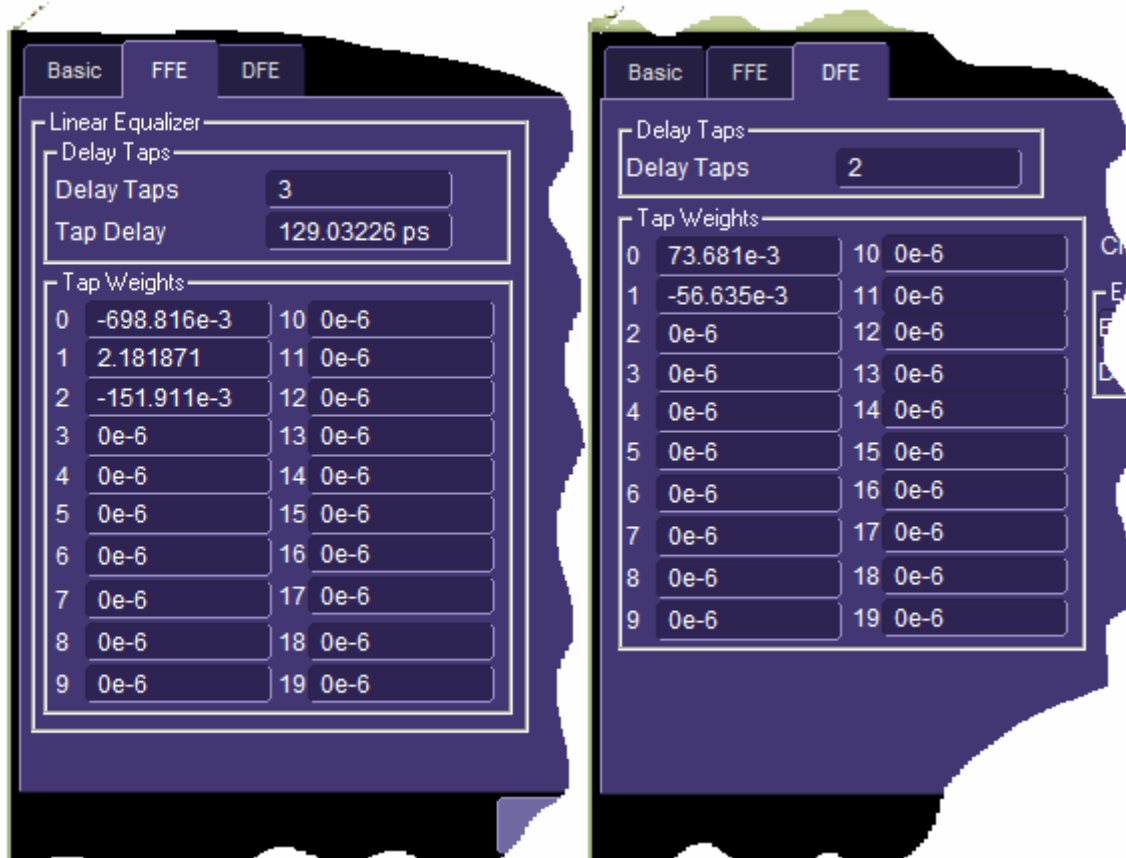 Basic FFE DFE
Linear Equalizer
Delay Taps
Delay Taps 3
Tap Delay 129.03226 ps
Tap Weights
0 -698.816e-3 10 0e-6
1 2.181871 11 0e-6
2 -151.911e-3 12 0e-6
3 0e-6 13 0e-6
4 0e-6 14 0e-6
5 0e-6 15 0e-6
6 0e-6 16 0e-6
7 0e-6 17 0e-6
8 0e-6 18 0e-6
9 0e-6 19 0e-6
Basic FFE DFE
Delay Taps
Delay Taps 2
Tap Weights
0 73.681e-3 10 0e-6
1 -56.635e-3 11 0e-6
2 0e-6 12 0e-6
3 0e-6 13 0e-6
4 0e-6 14 0e-6
5 0e-6 15 0e-6
6 0e-6 16 0e-6
7 0e-6 17 0e-6
8 0e-6 18 0e-6
9 0e-6 19 0e-6